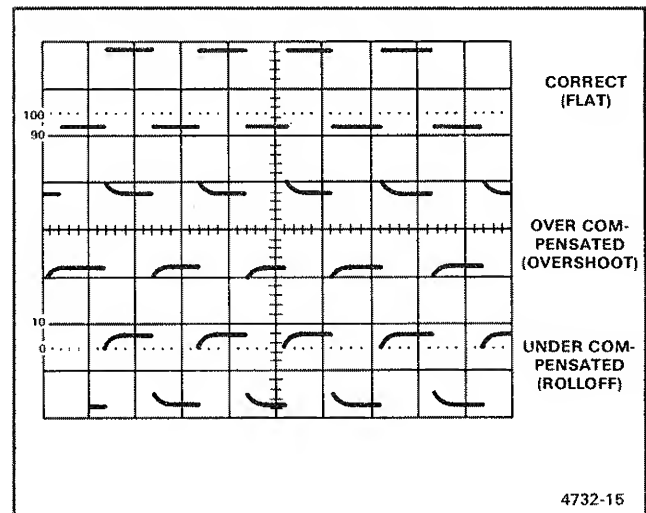 CORRECT
(FLAT)
100
90
OVER COM-
PENSATED
(OVERSHOOT)
10
0
UNDER COM-
PENSATED
(ROLLOFF)
4732-15